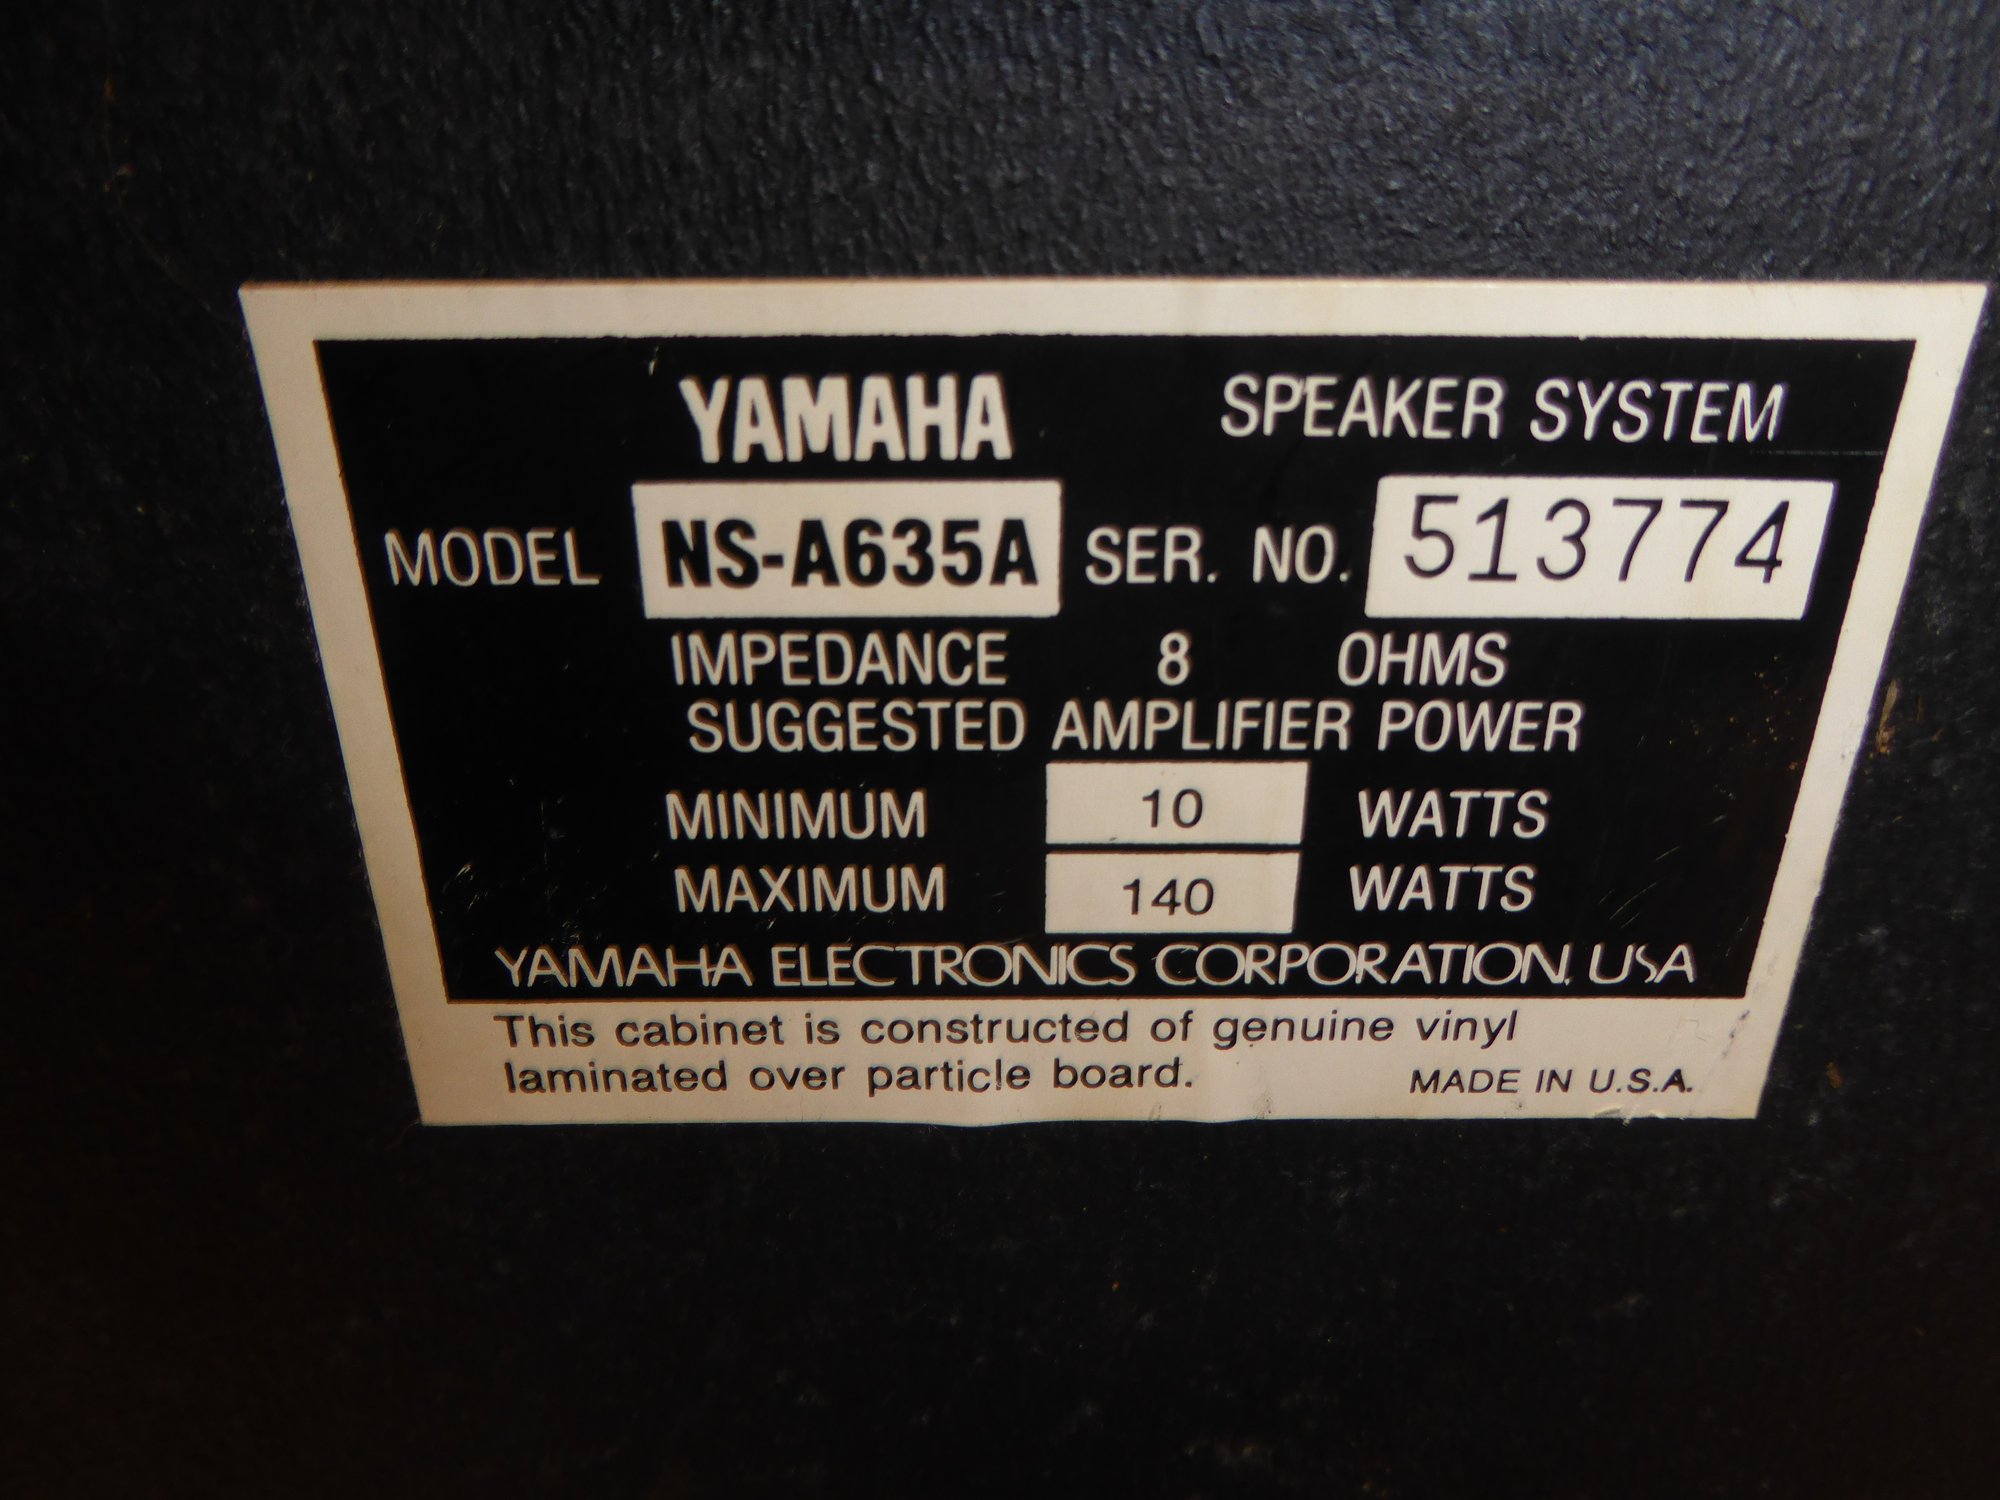 YAMAHA SPEAKER SYSTEM
MODEL NS-A635A SER. NO. 513774
IMPEDANCE 8 OHMS
SUGGESTED AMPLIFIER POWER
MINIMUM 10 WATTS
MAXIMUM 140 WATTS
YAMAHA ELECTRONICS CORPORATION, USA
This cabinet is constructed of genuine vinyl
laminated over particle board. MADE IN U.S.A.